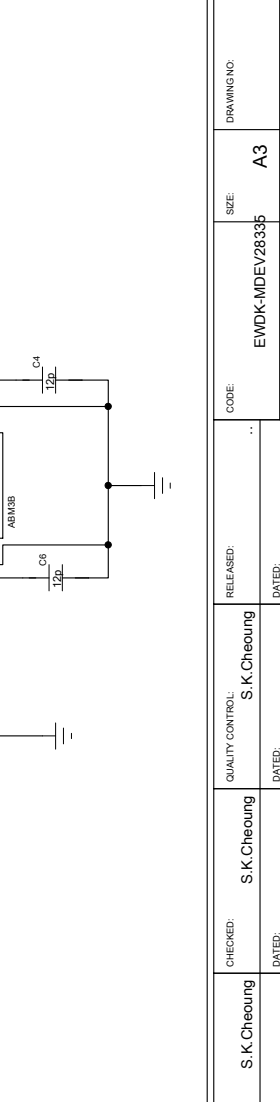 C4
12p
ABM3B
C6
12p
S.K.Cheoung
CHECKED:
S.K.Cheoung
QUALITY CONTROL:
S.K.Cheoung
RELEASED:
..
CODE:
EWDK-MDEV28335
SIZE:
A3
DRAWING NO:
DATED:
DATED:
DATED: